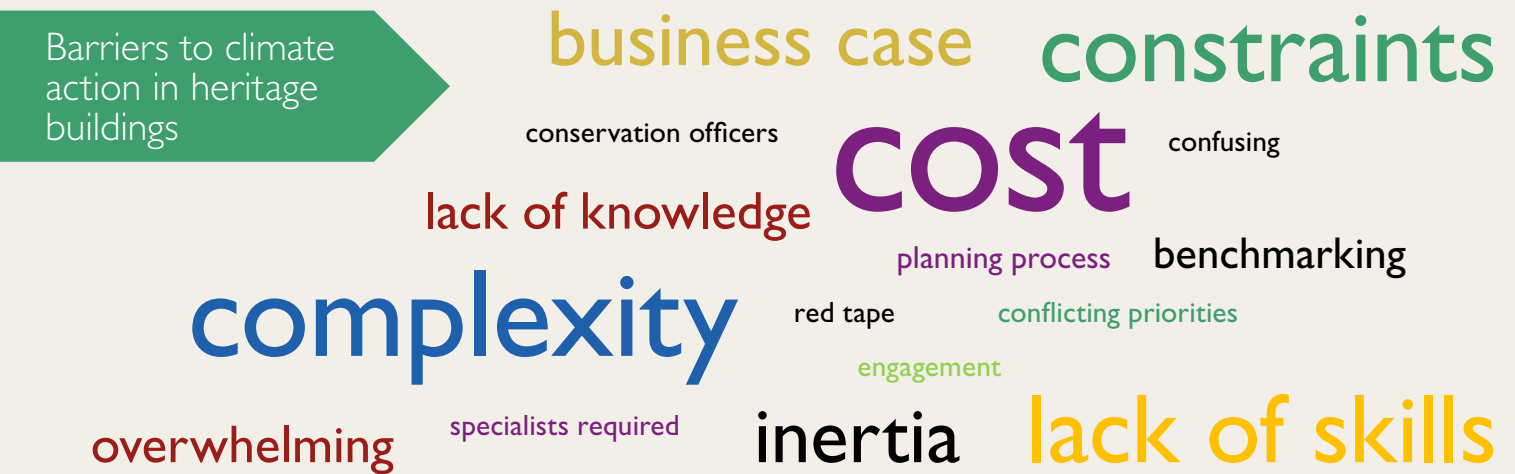 Barriers to climate
action in heritage
buildings
business case
constraints
conservation officers
cost
confusing
lack of knowledge
planning process
benchmarking
complexity
red tape
conflicting priorities
engagement
overwhelming
specialists required
inertia
lack of skills